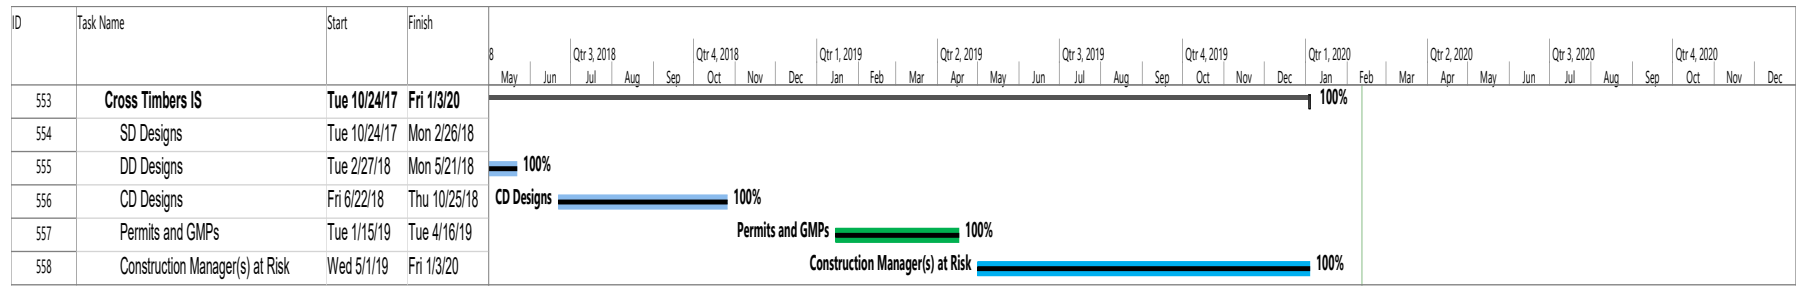 ID Task Name Start Finish
8 Qtr 3, 2018 Qtr 4, 2018 Qtr 1, 2019 Qtr 2, 2019 Qtr 3, 2019 Qtr 4, 2019 Qtr 1, 2020 Qtr 2, 2020 Qtr 3, 2020 Qtr 4, 2020
May Jun Jul Aug Sep Oct Nov Dec Jan Feb Mar Apr May Jun Jul Aug Sep Oct Nov Dec Jan Feb Mar Apr May Jun Jul Aug Sep Oct Nov Dec
553 Cross Timbers IS Tue 10/24/17 Fri 1/3/20 100%
554 SD Designs Tue 10/24/17 Mon 2/26/18
555 DD Designs Tue 2/27/18 Mon 5/21/18 100%
556 CD Designs Fri 6/22/18 Thu 10/25/18 CD Designs 100%
557 Permits and GMPs Tue 1/15/19 Tue 4/16/19 Permits and GMPs 100%
558 Construction Manager(s) at Risk Wed 5/1/19 Fri 1/3/20 Construction Manager(s) at Risk 100%